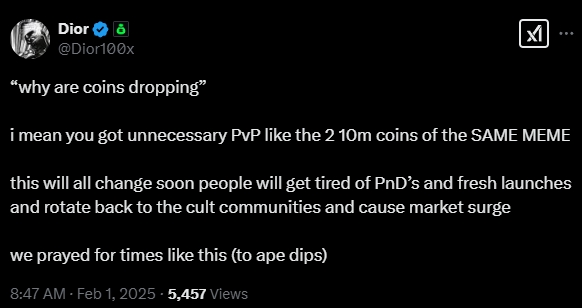 Dior
@Dior100x
“why are coins dropping”
i mean you got unnecessary PvP like the 2 10m coins of the SAME MEME
this will all change soon people will get tired of PnD’s and fresh launches
and rotate back to the cult communities and cause market surge
we prayed for times like this (to ape dips)
8:47 AM · Feb 1, 2025 · 5,457 Views